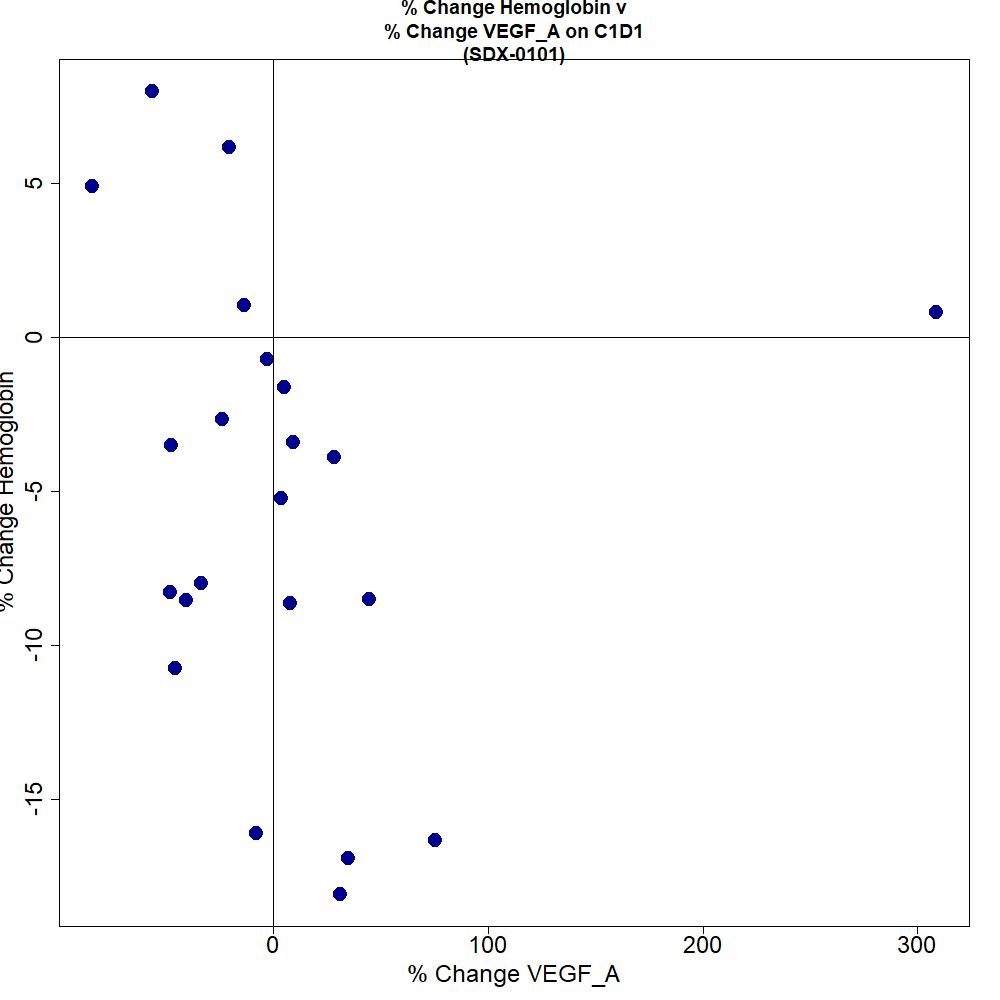 % Change Hemoglobin v
% Change VEGF_A on C1D1
(SDX-0101)
% Change Hemoglobin
5
0
-5
-10
-15
0 100 200 300
% Change VEGF_A